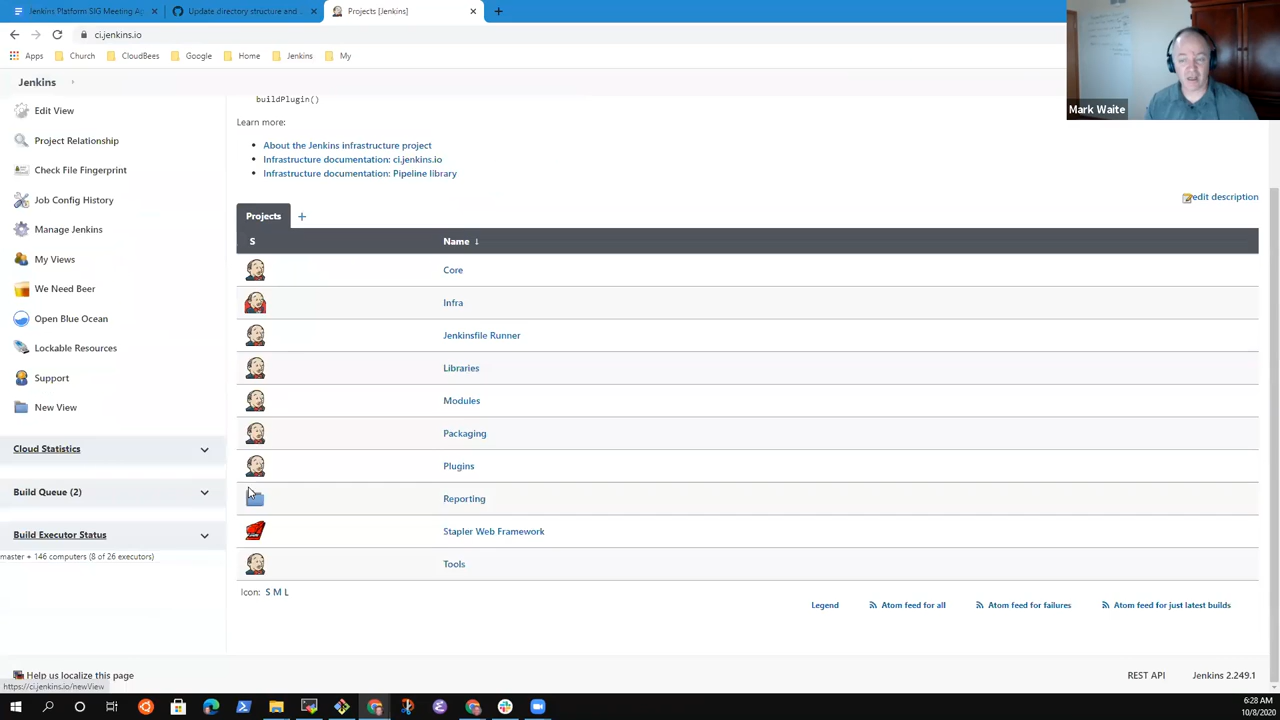 Jenkins Platform SIG Meeting Ag
Update directory structure and
Projects [Jenkins]
ci.jenkins.io
Apps
Church
CloudBees
Google
Home
Jenkins
My
Jenkins
Mark Waite
Edit View
Project Relationship
Check File Fingerprint
Job Config History
Manage Jenkins
My Views
We Need Beer
Open Blue Ocean
Lockable Resources
Support
New View
Cloud Statistics
Build Queue (2)
Build Executor Status
master + 146 computers (8 of 26 executors)
buildPlugin()
Learn more:
About the Jenkins infrastructure project
Infrastructure documentation: ci.jenkins.io
Infrastructure documentation: Pipeline library
edit description
Projects +
S Name ↓
Core
Infra
Jenkinsfile Runner
Libraries
Modules
Packaging
Plugins
Reporting
Stapler Web Framework
Tools
Icon: S M L
Legend
Atom feed for all
Atom feed for failures
Atom feed for just latest builds
Help us localize this page
https://ci.jenkins.io/newView
REST API
Jenkins 2.249.1
6:28 AM
10/8/2020